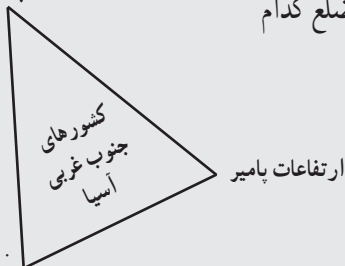 ضلع کدام
کشورهای
جنوب غربی
آسیا
ارتفاعات پامیر